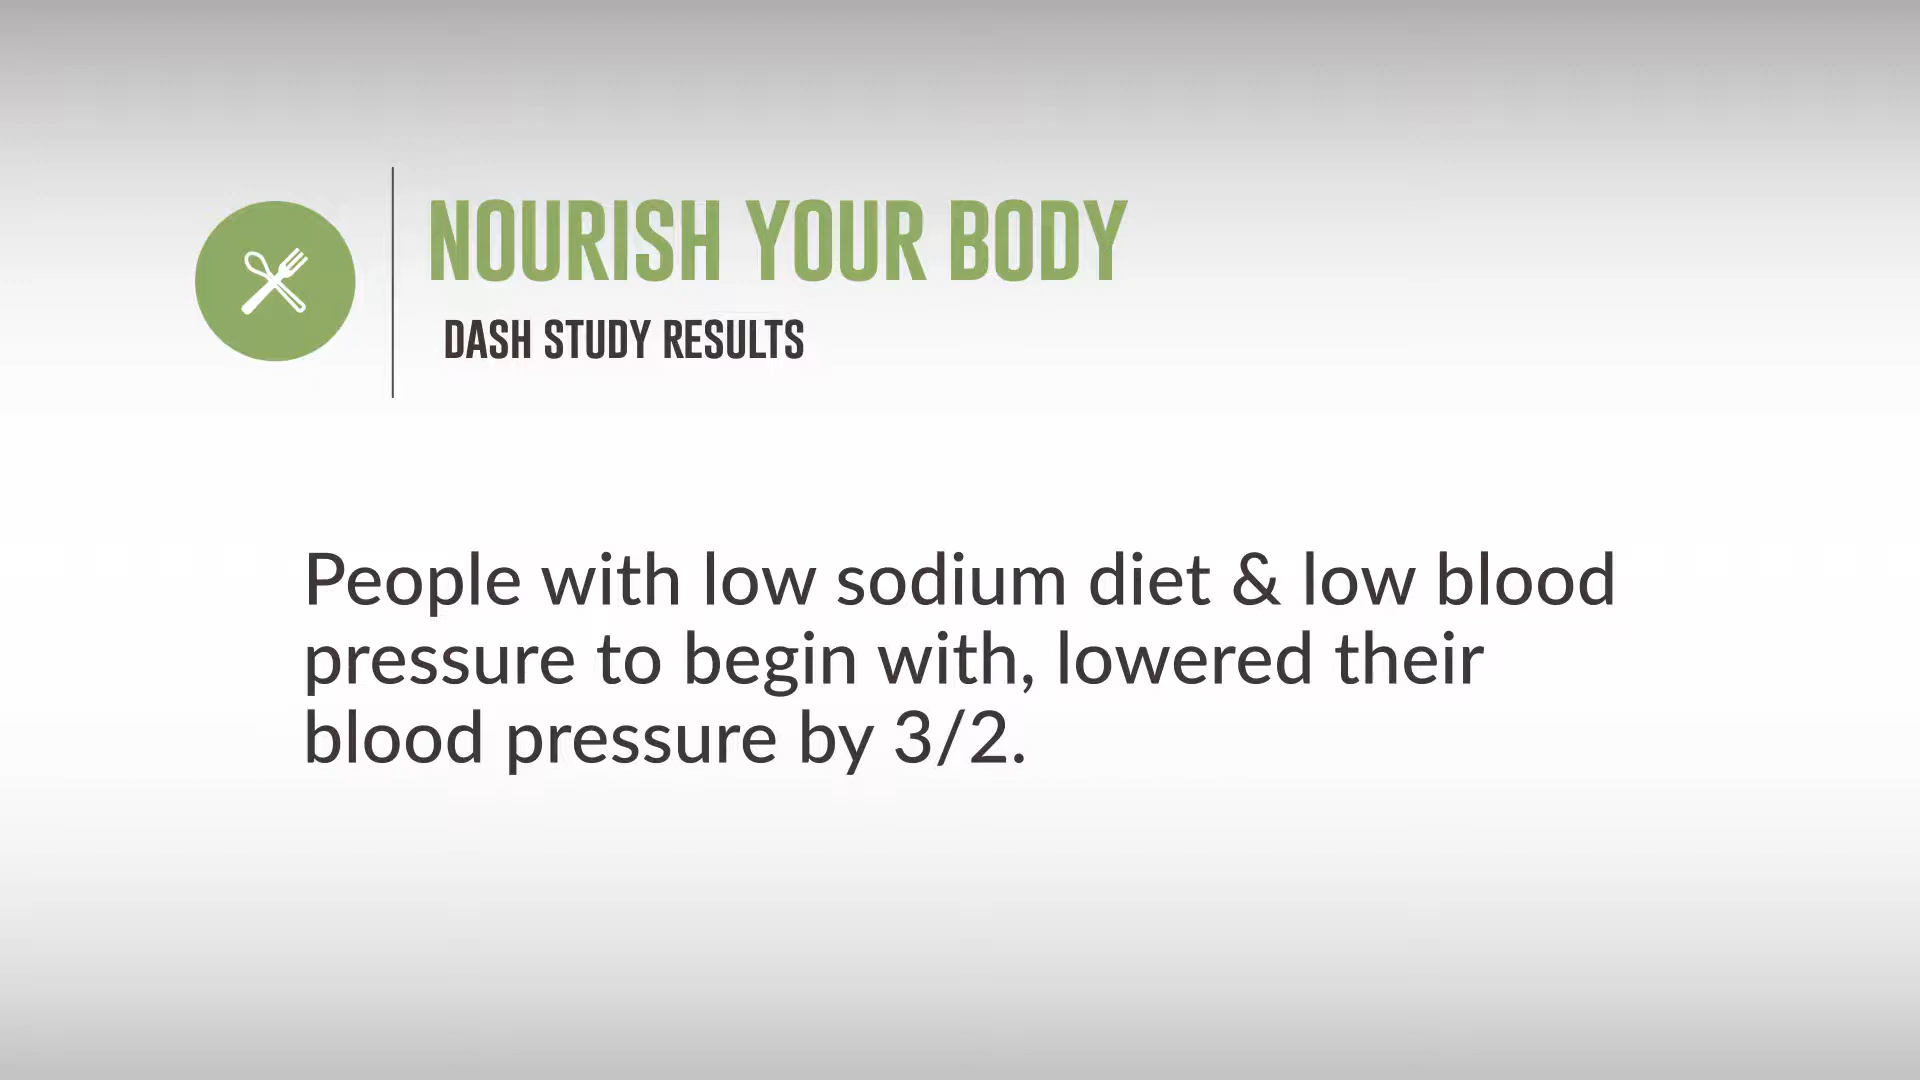 NOURISH YOUR BODY
DASH STUDY RESULTS
People with low sodium diet & low blood
pressure to begin with, lowered their
blood pressure by 3/2.